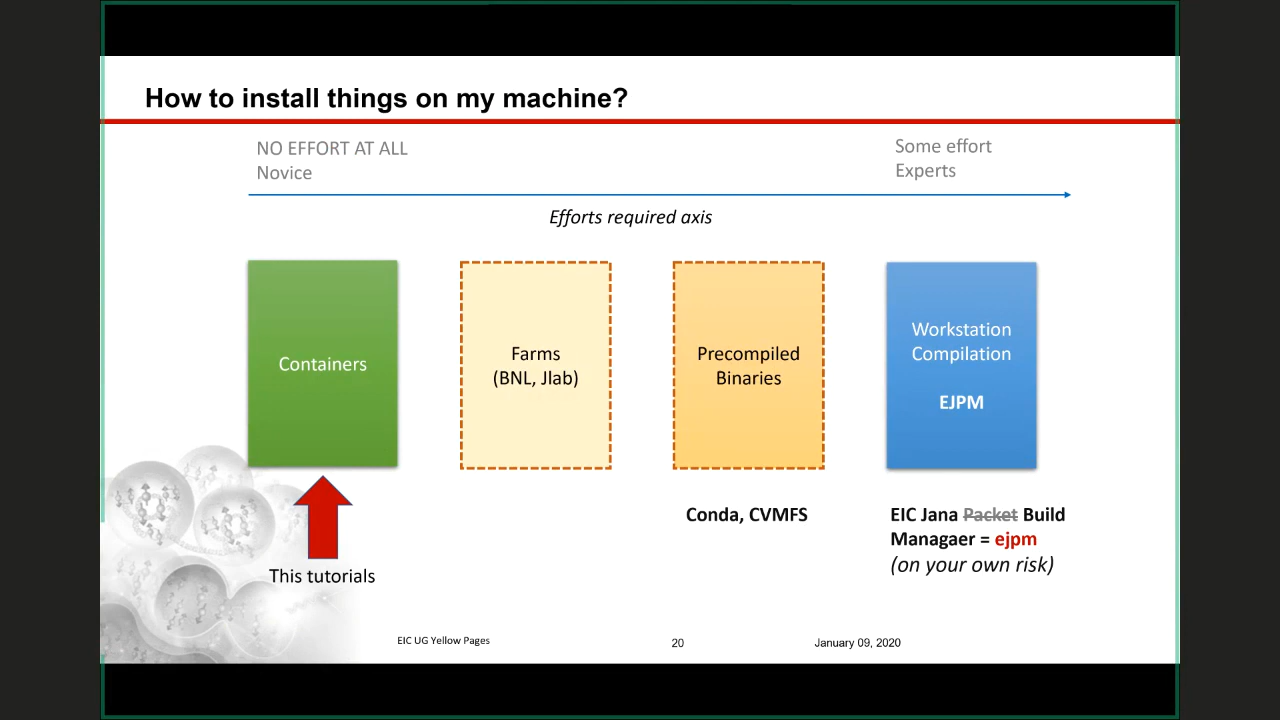 How to install things on my machine?
NO EFFORT AT ALL
Novice
Some effort
Experts
Efforts required axis
Containers
Farms
(BNL, Jlab)
Precompiled
Binaries
Workstation
Compilation
EJPM
This tutorials
Conda, CVMFS
EIC Jana Packet Build
Managaer = ejpm
(on your own risk)
EIC UG Yellow Pages
20
January 09, 2020